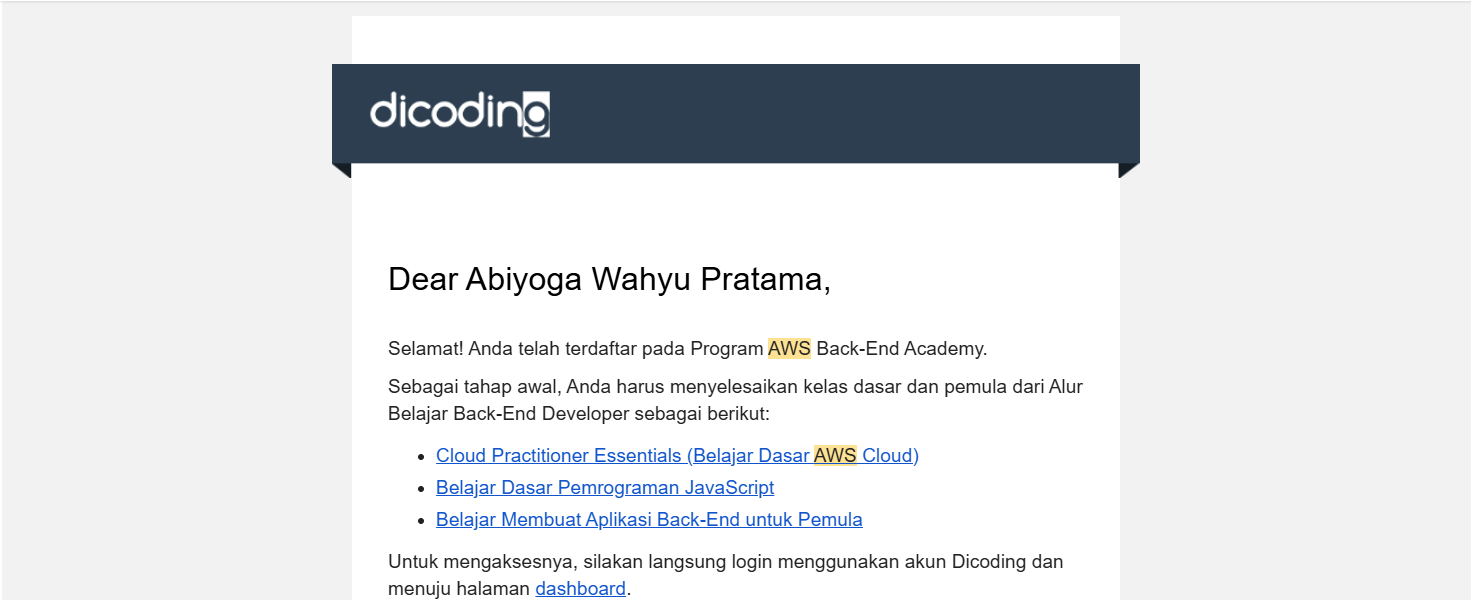 dicoding
Dear Abiyoga Wahyu Pratama,
Selamat! Anda telah terdaftar pada Program AWS Back-End Academy.
Sebagai tahap awal, Anda harus menyelesaikan kelas dasar dan pemula dari Alur
Belajar Back-End Developer sebagai berikut:
• Cloud Practitioner Essentials (Belajar Dasar AWS Cloud)
• Belajar Dasar Pemrograman JavaScript
• Belajar Membuat Aplikasi Back-End untuk Pemula
Untuk mengaksesnya, silakan langsung login menggunakan akun Dicoding dan
menuju halaman dashboard.